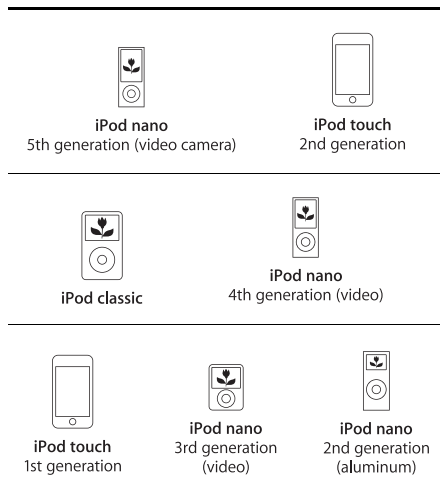 iPod nano
5th generation (video camera)
iPod touch
2nd generation
iPod classic
iPod nano
4th generation (video)
iPod touch
1st generation
iPod nano
3rd generation
(video)
iPod nano
2nd generation
(aluminum)